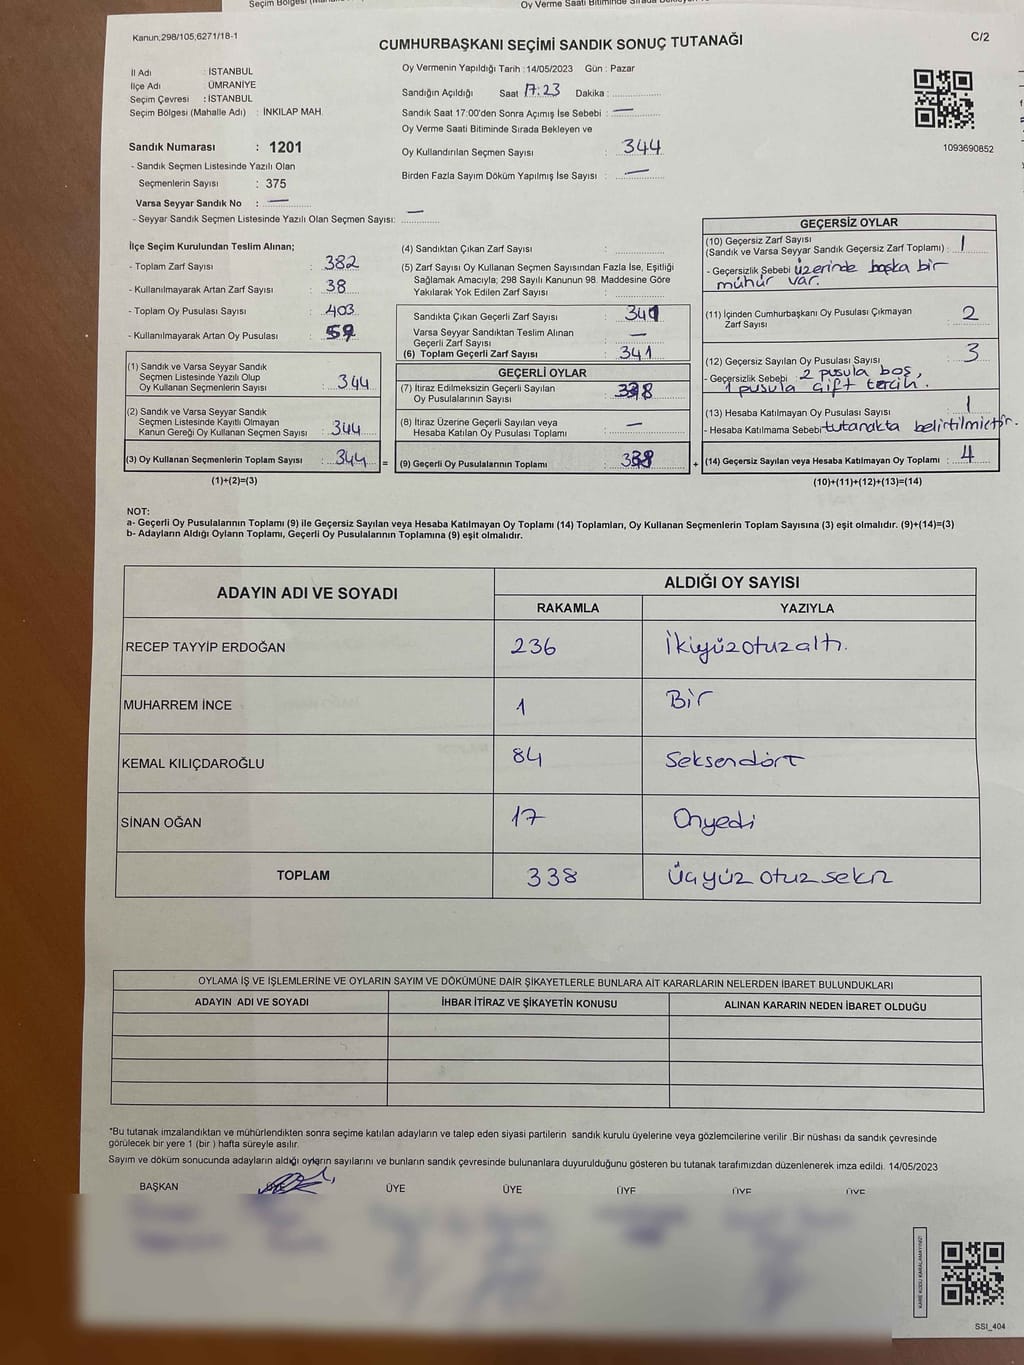 Oy Verme Saati Bitiminde Sırada
Kanun;298/105,6271/18-1
C/2
CUMHURBAŞKANI SEÇİMİ SANDIK SONUÇ TUTANAĞI
İl Adı : İSTANBUL
İlçe Adı : ÜMRANİYE
Seçim Çevresi : İSTANBUL
Seçim Bölgesi (Mahalle Adı) : İNKILAP MAH.
Sandık Numarası : 1201
- Sandık Seçmen Listesinde Yazılı Olan
Seçmenlerin Sayısı : 375
Varsa Seyyar Sandık No : —
- Seyyar Sandık Seçmen Listesinde Yazılı Olan Seçmen Sayısı: —
Oy Vermenin Yapıldığı Tarih : 14/05/2023 Gün : Pazar
Sandığın Açıldığı Saat 17:23 Dakika :
Sandık Saat 17:00'den Sonra Açımış İse Sebebi : —
Oy Verme Saati Bitiminde Sırada Bekleyen ve
Oy Kullandırılan Seçmen Sayısı : 344
Birden Fazla Sayım Döküm Yapılmış İse Sayısı : —
1093690852
İlçe Seçim Kurulundan Teslim Alınan;
- Toplam Zarf Sayısı : 382
- Kullanılmayarak Artan Zarf Sayısı : 38
- Toplam Oy Pusulası Sayısı : 403
- Kullanılmayarak Artan Oy Pusulası : 59
(1) Sandık ve Varsa Seyyar Sandık
Seçmen Listesinde Yazılı Olup
Oy Kullanan Seçmenlerin Sayısı : 344
(2) Sandık ve Varsa Seyyar Sandık
Seçmen Listesinde Kayıtlı Olmayan
Kanun Gereği Oy Kullanan Seçmen Sayısı : 344
(3) Oy Kullanan Seçmenlerin Toplam Sayısı : 344 =
(1)+(2)=(3)
(4) Sandıktan Çıkan Zarf Sayısı :
(5) Zarf Sayısı Oy Kullanan Seçmen Sayısından Fazla İse, Eşitliği
Sağlamak Amacıyla; 298 Sayılı Kanunun 98. Maddesine Göre
Yakılarak Yok Edilen Zarf Sayısı :
Sandıkta Çıkan Geçerli Zarf Sayısı : 341
Varsa Seyyar Sandıktan Teslim Alınan
Geçerli Zarf Sayısı : —
(6) Toplam Geçerli Zarf Sayısı : 341
GEÇERLİ OYLAR
(7) İtiraz Edilmeksizin Geçerli Sayılan
Oy Pusulalarının Sayısı : 338
(8) İtiraz Üzerine Geçerli Sayılan veya
Hesaba Katılan Oy Pusulası Toplamı : —
(9) Geçerli Oy Pusulalarının Toplamı : 338 +
GEÇERSİZ OYLAR
(10) Geçersiz Zarf Sayısı
(Sandık ve Varsa Seyyar Sandık Geçersiz Zarf Toplamı) : 1
- Geçersizlik Sebebi : üzerinde başka bir
mühür var.
(11) İçinden Cumhurbaşkanı Oy Pusulası Çıkmayan
Zarf Sayısı : 2
(12) Geçersiz Sayılan Oy Pusulası Sayısı : 3
- Geçersizlik Sebebi : 2 pusula boş,
1 pusula çift tercih.
(13) Hesaba Katılmayan Oy Pusulası Sayısı : 1
- Hesaba Katılmama Sebebi tutanakta belirtilmiştir.
(14) Geçersiz Sayılan veya Hesaba Katılmayan Oy Toplamı : 4
(10)+(11)+(12)+(13)=(14)
NOT:
a- Geçerli Oy Pusulalarının Toplamı (9) ile Geçersiz Sayılan veya Hesaba Katılmayan Oy Toplamı (14) Toplamları, Oy Kullanan Seçmenlerin Toplam Sayısına (3) eşit olmalıdır. (9)+(14)=(3)
b- Adayların Aldığı Oyların Toplamı, Geçerli Oy Pusulalarının Toplamına (9) eşit olmalıdır.
ADAYIN ADI VE SOYADI
ALDIĞI OY SAYISI
RAKAMLA YAZIYLA
RECEP TAYYİP ERDOĞAN 236 İkiyüzotuzaltı.
MUHARREM İNCE 1 Bir
KEMAL KILIÇDAROĞLU 84 Seksendört
SİNAN OĞAN 17 Onyedi
TOPLAM 338 Üçyüz otuz sekiz
OYLAMA İŞ VE İŞLEMLERİNE VE OYLARIN SAYIM VE DÖKÜMÜNE DAİR ŞİKAYETLERLE BUNLARA AİT KARARLARIN NELERDEN İBARET BULUNDUKLARI
ADAYIN ADI VE SOYADI İHBAR İTİRAZ VE ŞİKAYETİN KONUSU ALINAN KARARIN NEDEN İBARET OLDUĞU
*Bu tutanak imzalandıktan ve mühürlendikten sonra seçime katılan adayların ve talep eden siyasi partilerin sandık kurulu üyelerine veya gözlemcilerine verilir .Bir nüshası da sandık çevresinde
görülecek bir yere 1 (bir ) hafta süreyle asılır.
Sayım ve döküm sonucunda adayların aldığı oyların sayılarını ve bunların sandık çevresinde bulunanlara duyurulduğunu gösteren bu tutanak tarafımızdan düzenlenerek imza edildi. 14/05/2023
BAŞKAN ÜYE ÜYE ÜYE ÜYE ÜYE ÜYE
KARE KODU KARALAMAYINIZ!
SSI_404